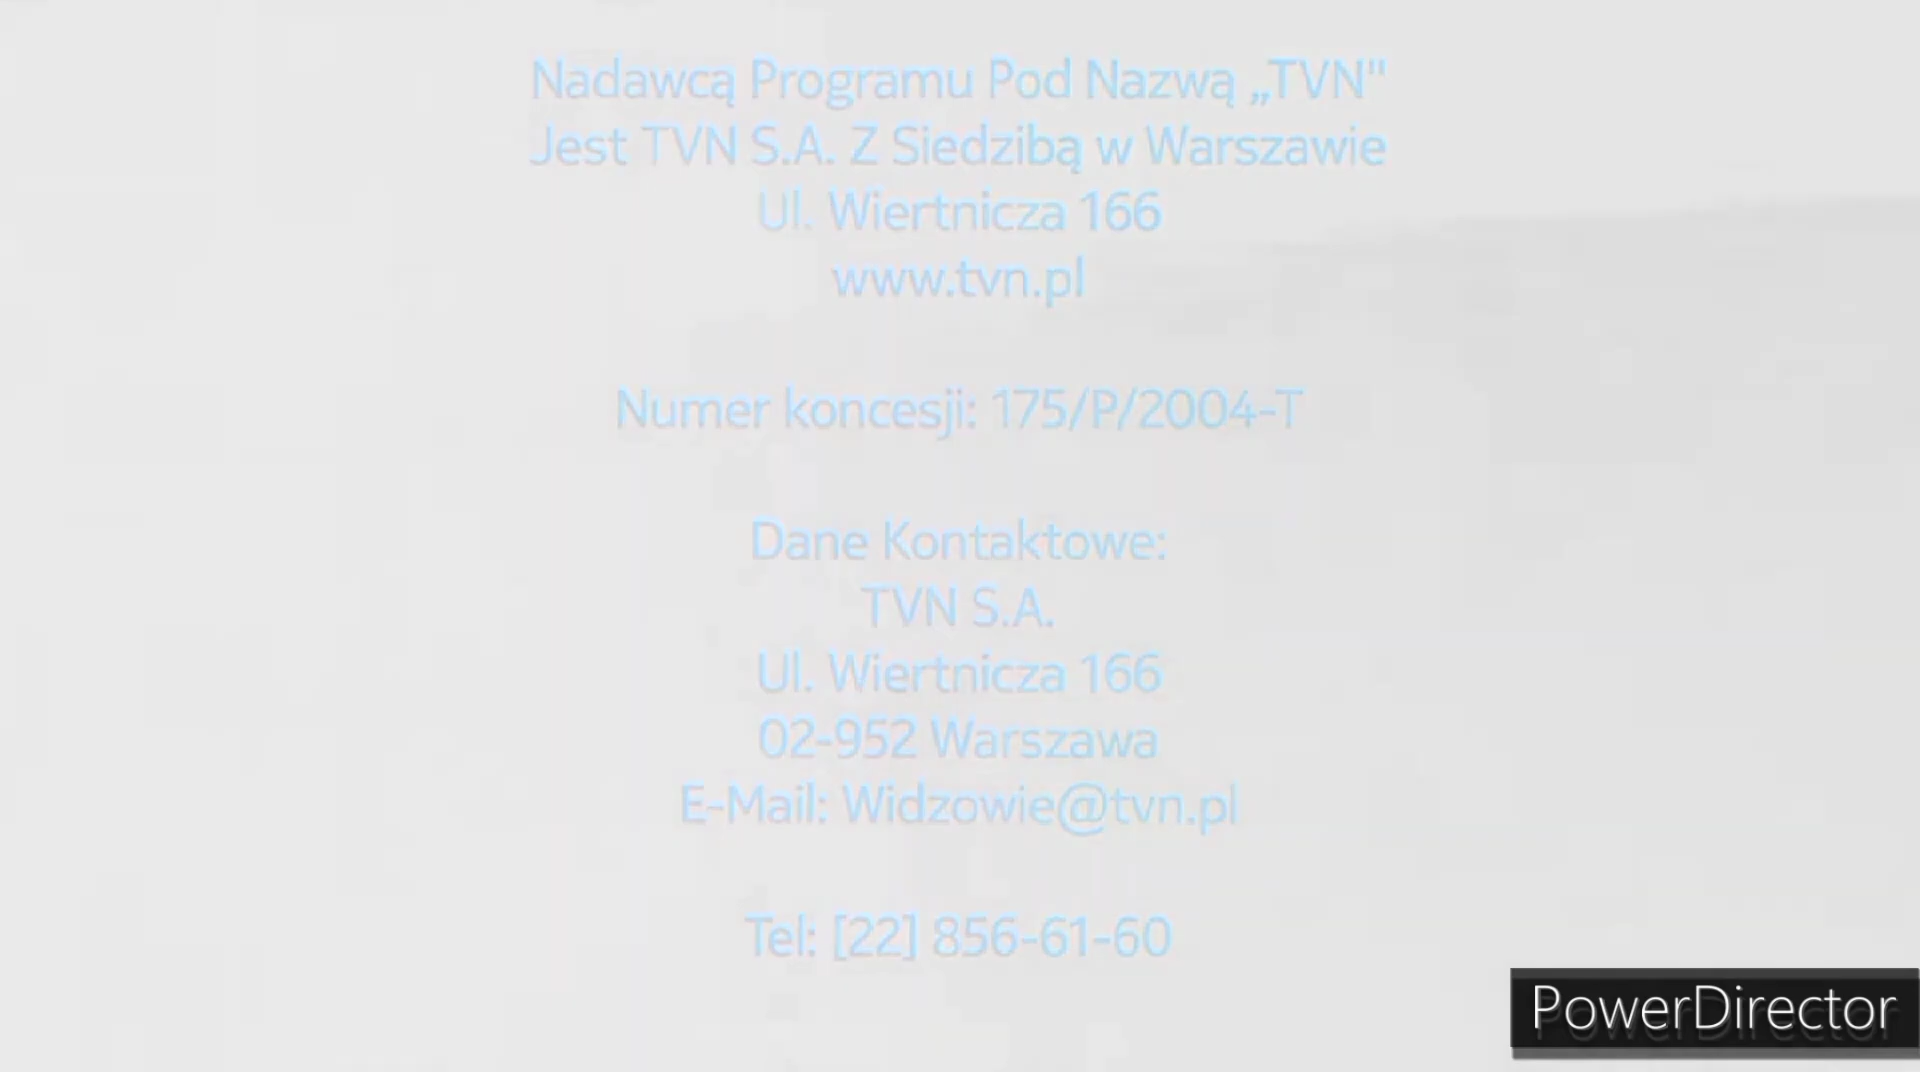 Nadawcą Programu Pod Nazwą „TVN"
Jest TVN S.A. Z Siedzibą w Warszawie
Ul. Wiertnicza 166
www.tvn.pl
Numer koncesji: 175/P/2004-T
Dane Kontaktowe:
TVN S.A.
Ul. Wiertnicza 166
02-952 Warszawa
E-Mail: Widzowie@tvn.pl
Tel: [22] 856-61-60
PowerDirector